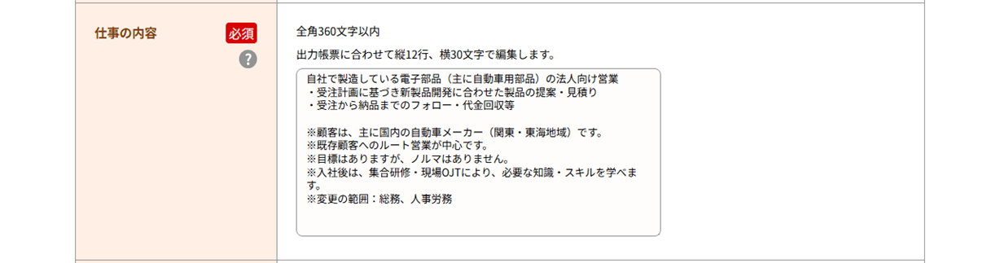 仕事の内容
必須
?
全角360文字以内
出力帳票に合わせて縦12行、横30文字で編集します。
自社で製造している電子部品（主に自動車用部品）の法人向け営業
・受注計画に基づき新製品開発に合わせた製品の提案・見積り
・受注から納品までのフォロー・代金回収等
※顧客は、主に国内の自動車メーカー（関東・東海地域）です。
※既存顧客へのルート営業が中心です。
※目標はありますが、ノルマはありません。
※入社後は、集合研修・現場OJTにより、必要な知識・スキルを学べま
す。
※変更の範囲：総務、人事労務